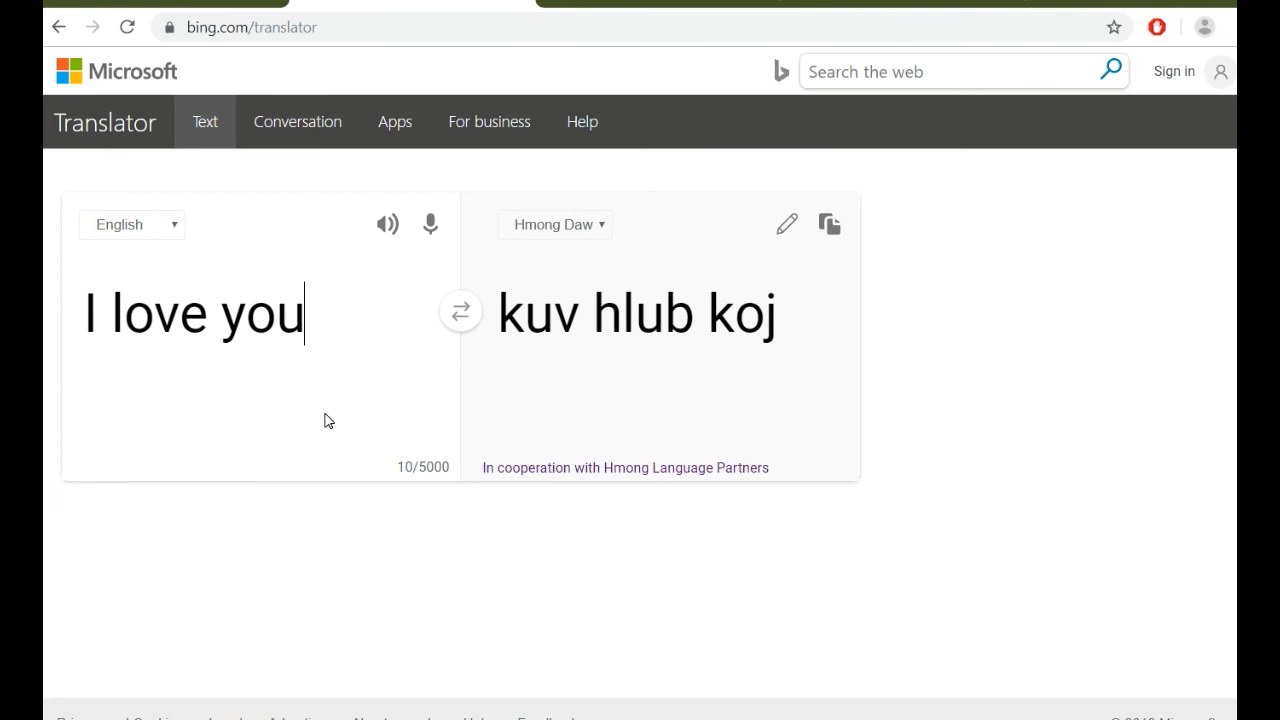 bing.com/translator
Microsoft
Search the web
Sign in
Translator Text Conversation Apps For business Help
English
Hmong Daw
I love you
kuv hlub koj
10/5000
In cooperation with Hmong Language Partners